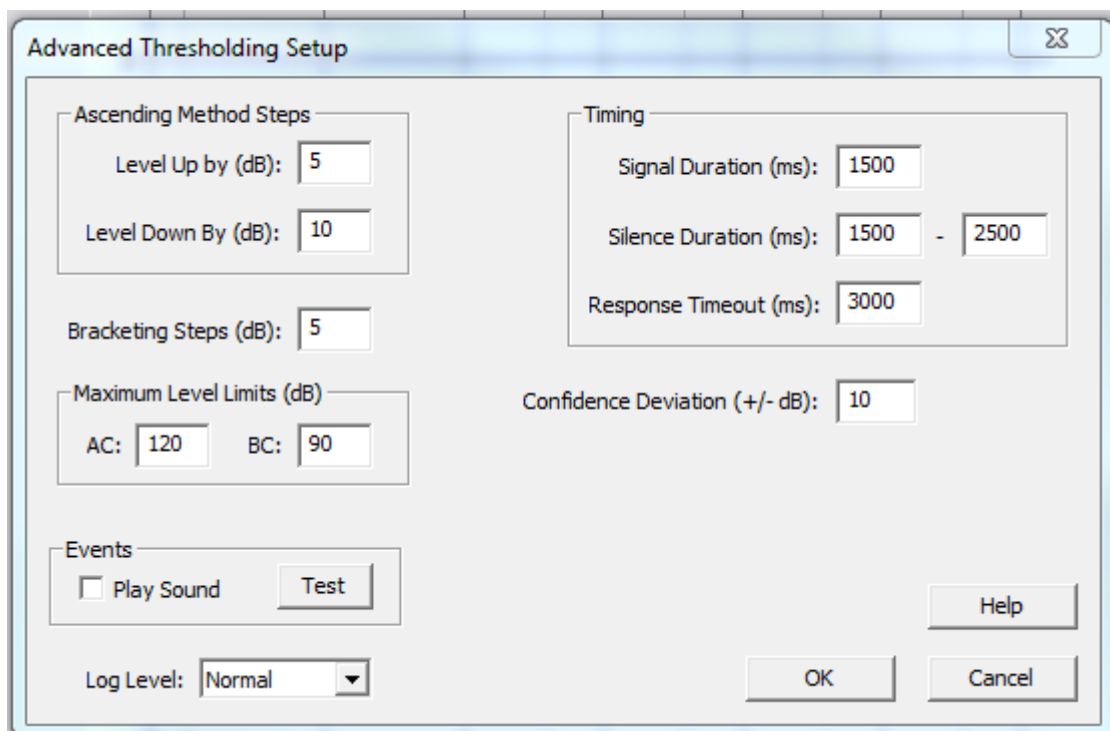 Advanced Thresholding Setup
Ascending Method Steps
Level Up by (dB): 5
Level Down By (dB): 10
Bracketing Steps (dB): 5
Maximum Level Limits (dB)
AC: 120 BC: 90
Events
Play Sound Test
Log Level: Normal
Timing
Signal Duration (ms): 1500
Silence Duration (ms): 1500 - 2500
Response Timeout (ms): 3000
Confidence Deviation (+/- dB): 10
Help
OK Cancel